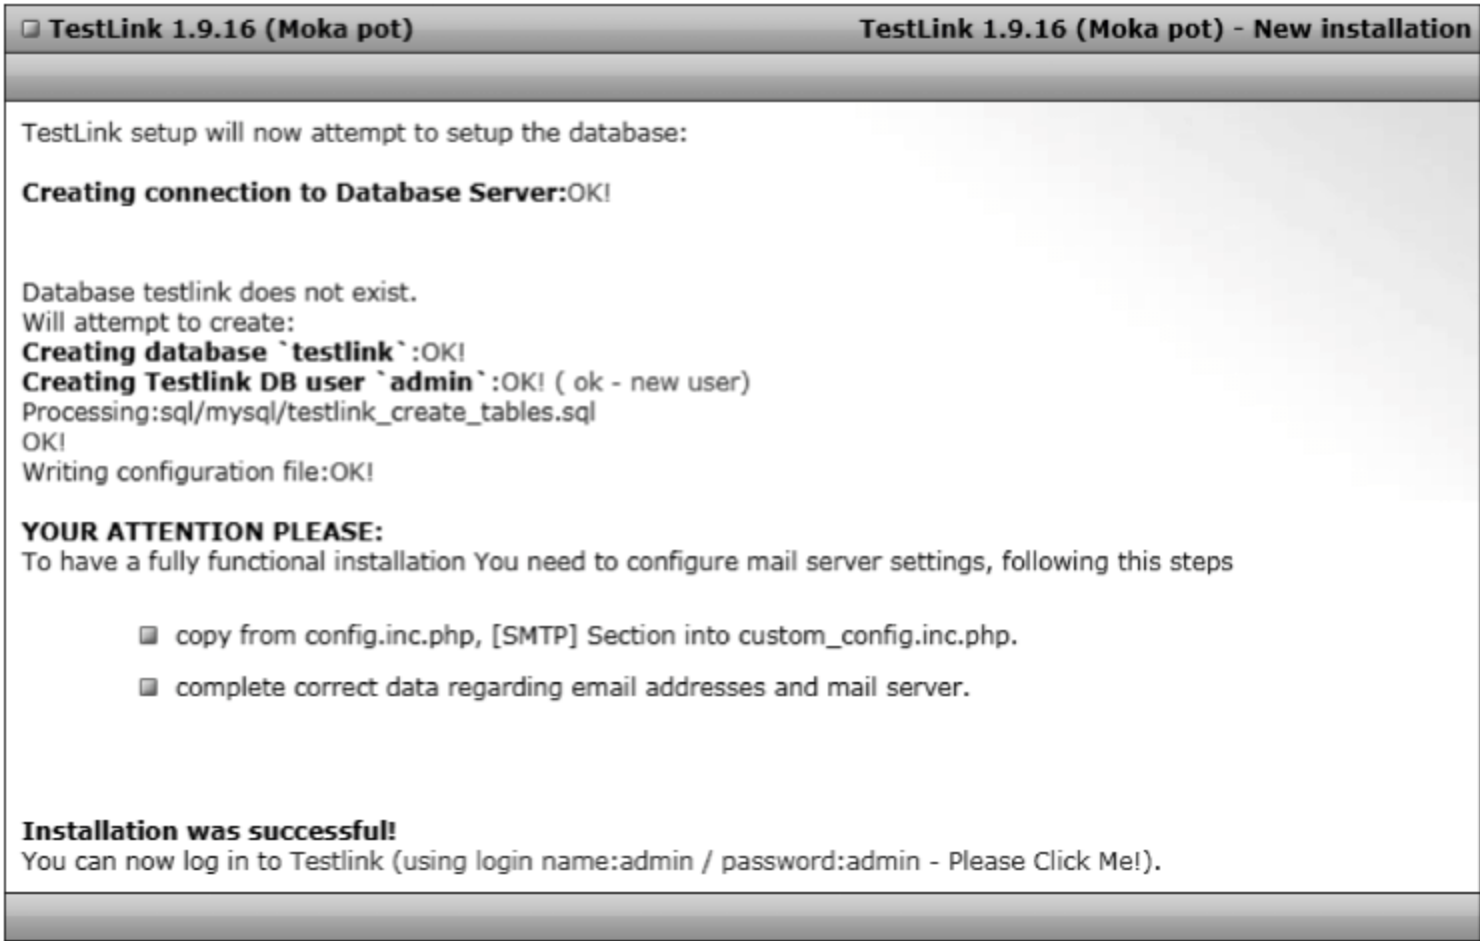 TestLink 1.9.16 (Moka pot)
TestLink 1.9.16 (Moka pot) - New installation
TestLink setup will now attempt to setup the database:
Creating connection to Database Server:OK!
Database testlink does not exist.
Will attempt to create:
Creating database `testlink`:OK!
Creating Testlink DB user `admin`:OK! ( ok - new user)
Processing:sql/mysql/testlink_create_tables.sql
OK!
Writing configuration file:OK!
YOUR ATTENTION PLEASE:
To have a fully functional installation You need to configure mail server settings, following this steps
copy from config.inc.php, [SMTP] Section into custom_config.inc.php.
complete correct data regarding email addresses and mail server.
Installation was successful!
You can now log in to Testlink (using login name:admin / password:admin - Please Click Me!).